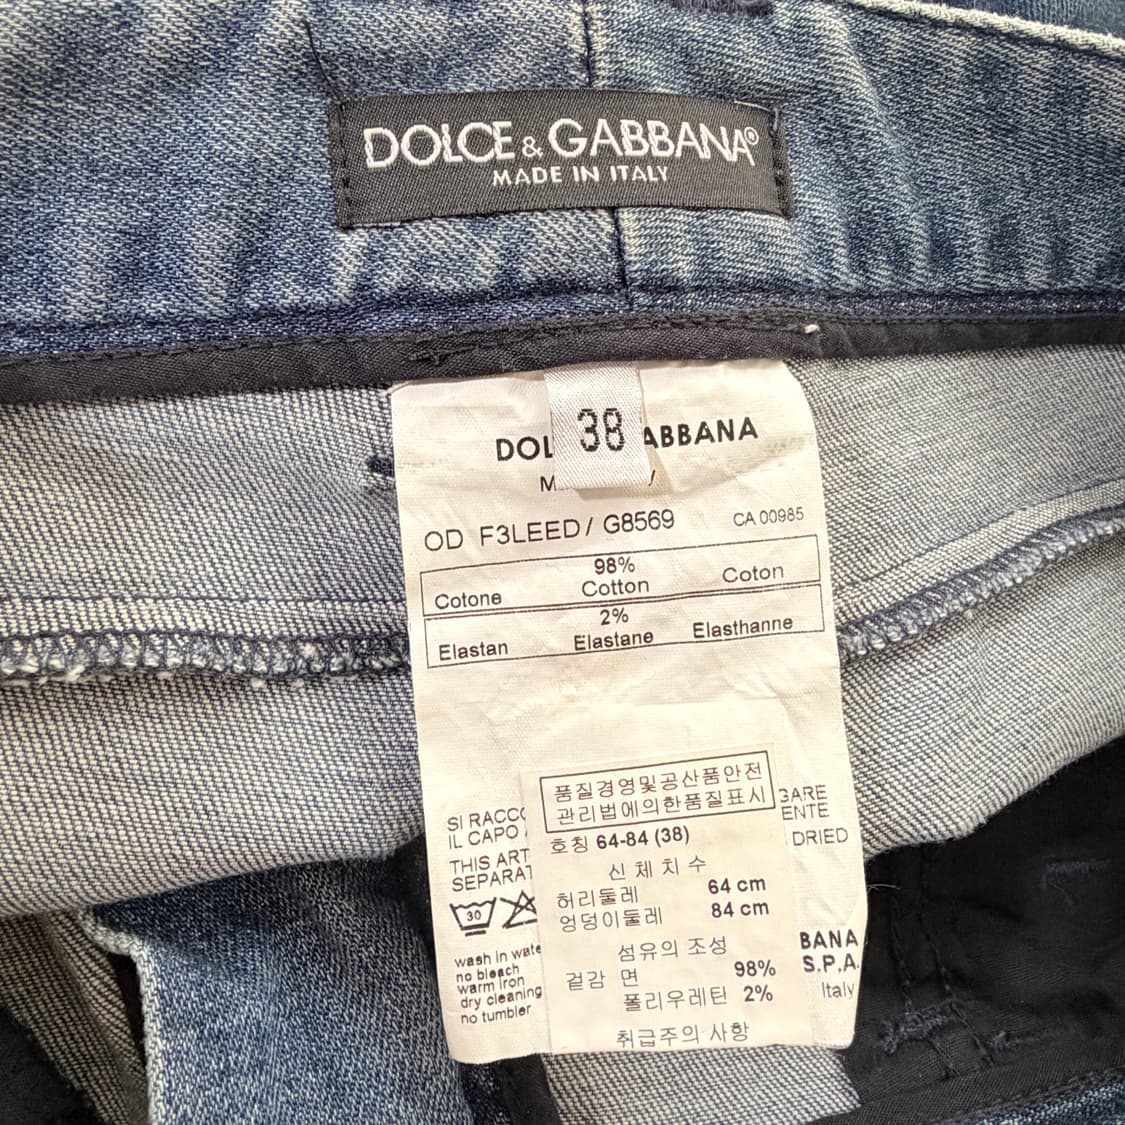 DOLCE & GABBANA®
MADE IN ITALY
38
DOL ABBANA
OD F3LEED / G8569 CA 00985
98%
Cotone Cotton Coton
2%
Elastan Elastane Elasthanne
품질경영및공산품안전
관리법에의한품질표시
호칭 64-84 (38)
신체치수
허리둘레 64 cm
엉덩이둘레 84 cm
섬유의 조성
겉감 면 98%
폴리우레틴 2%
취급주의 사항
SI RACCO GARE
IL CAPO ENTE
THIS ART DRIED
SEPARAT
30
wash in wate
no bleach
warm iron
dry cleaning
no tumbler
BANA
S.P.A.
Italy